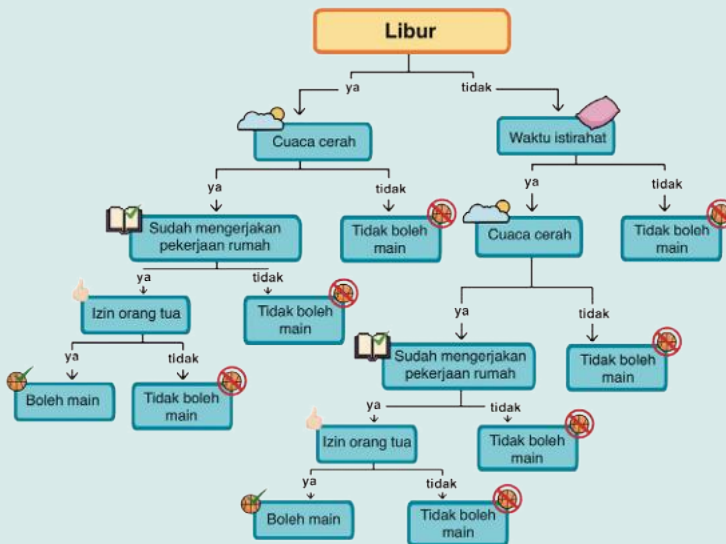 Libur
ya
tidak
Cuaca cerah
Waktu istirahat
ya
tidak
ya
tidak
Sudah mengerjakan
pekerjaan rumah
Tidak boleh
main
Cuaca cerah
Tidak boleh
main
ya
tidak
Izin orang tua
Tidak boleh
main
ya
tidak
ya
tidak
Sudah mengerjakan
pekerjaan rumah
Tidak boleh
main
Boleh main
Tidak boleh
main
ya
tidak
Izin orang tua
Tidak boleh
main
ya
tidak
Boleh main
Tidak boleh
main